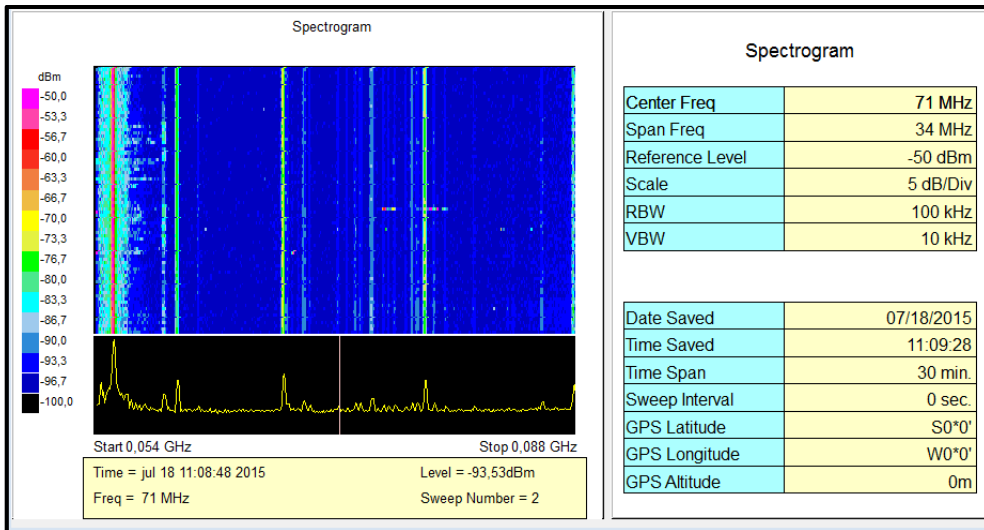 Spectrogram
dBm
-50,0
-53,3
-56,7
-60,0
-63,3
-66,7
-70,0
-73,3
-76,7
-80,0
-83,3
-86,7
-90,0
-93,3
-96,7
-100,0
Start 0,054 GHz Stop 0,088 GHz
Time = jul 18 11:08:48 2015 Level = -93,53dBm
Freq = 71 MHz Sweep Number = 2
Spectrogram
Center Freq 71 MHz
Span Freq 34 MHz
Reference Level -50 dBm
Scale 5 dB/Div
RBW 100 kHz
VBW 10 kHz
Date Saved 07/18/2015
Time Saved 11:09:28
Time Span 30 min.
Sweep Interval 0 sec.
GPS Latitude S0*0'
GPS Longitude W0*0'
GPS Altitude 0m